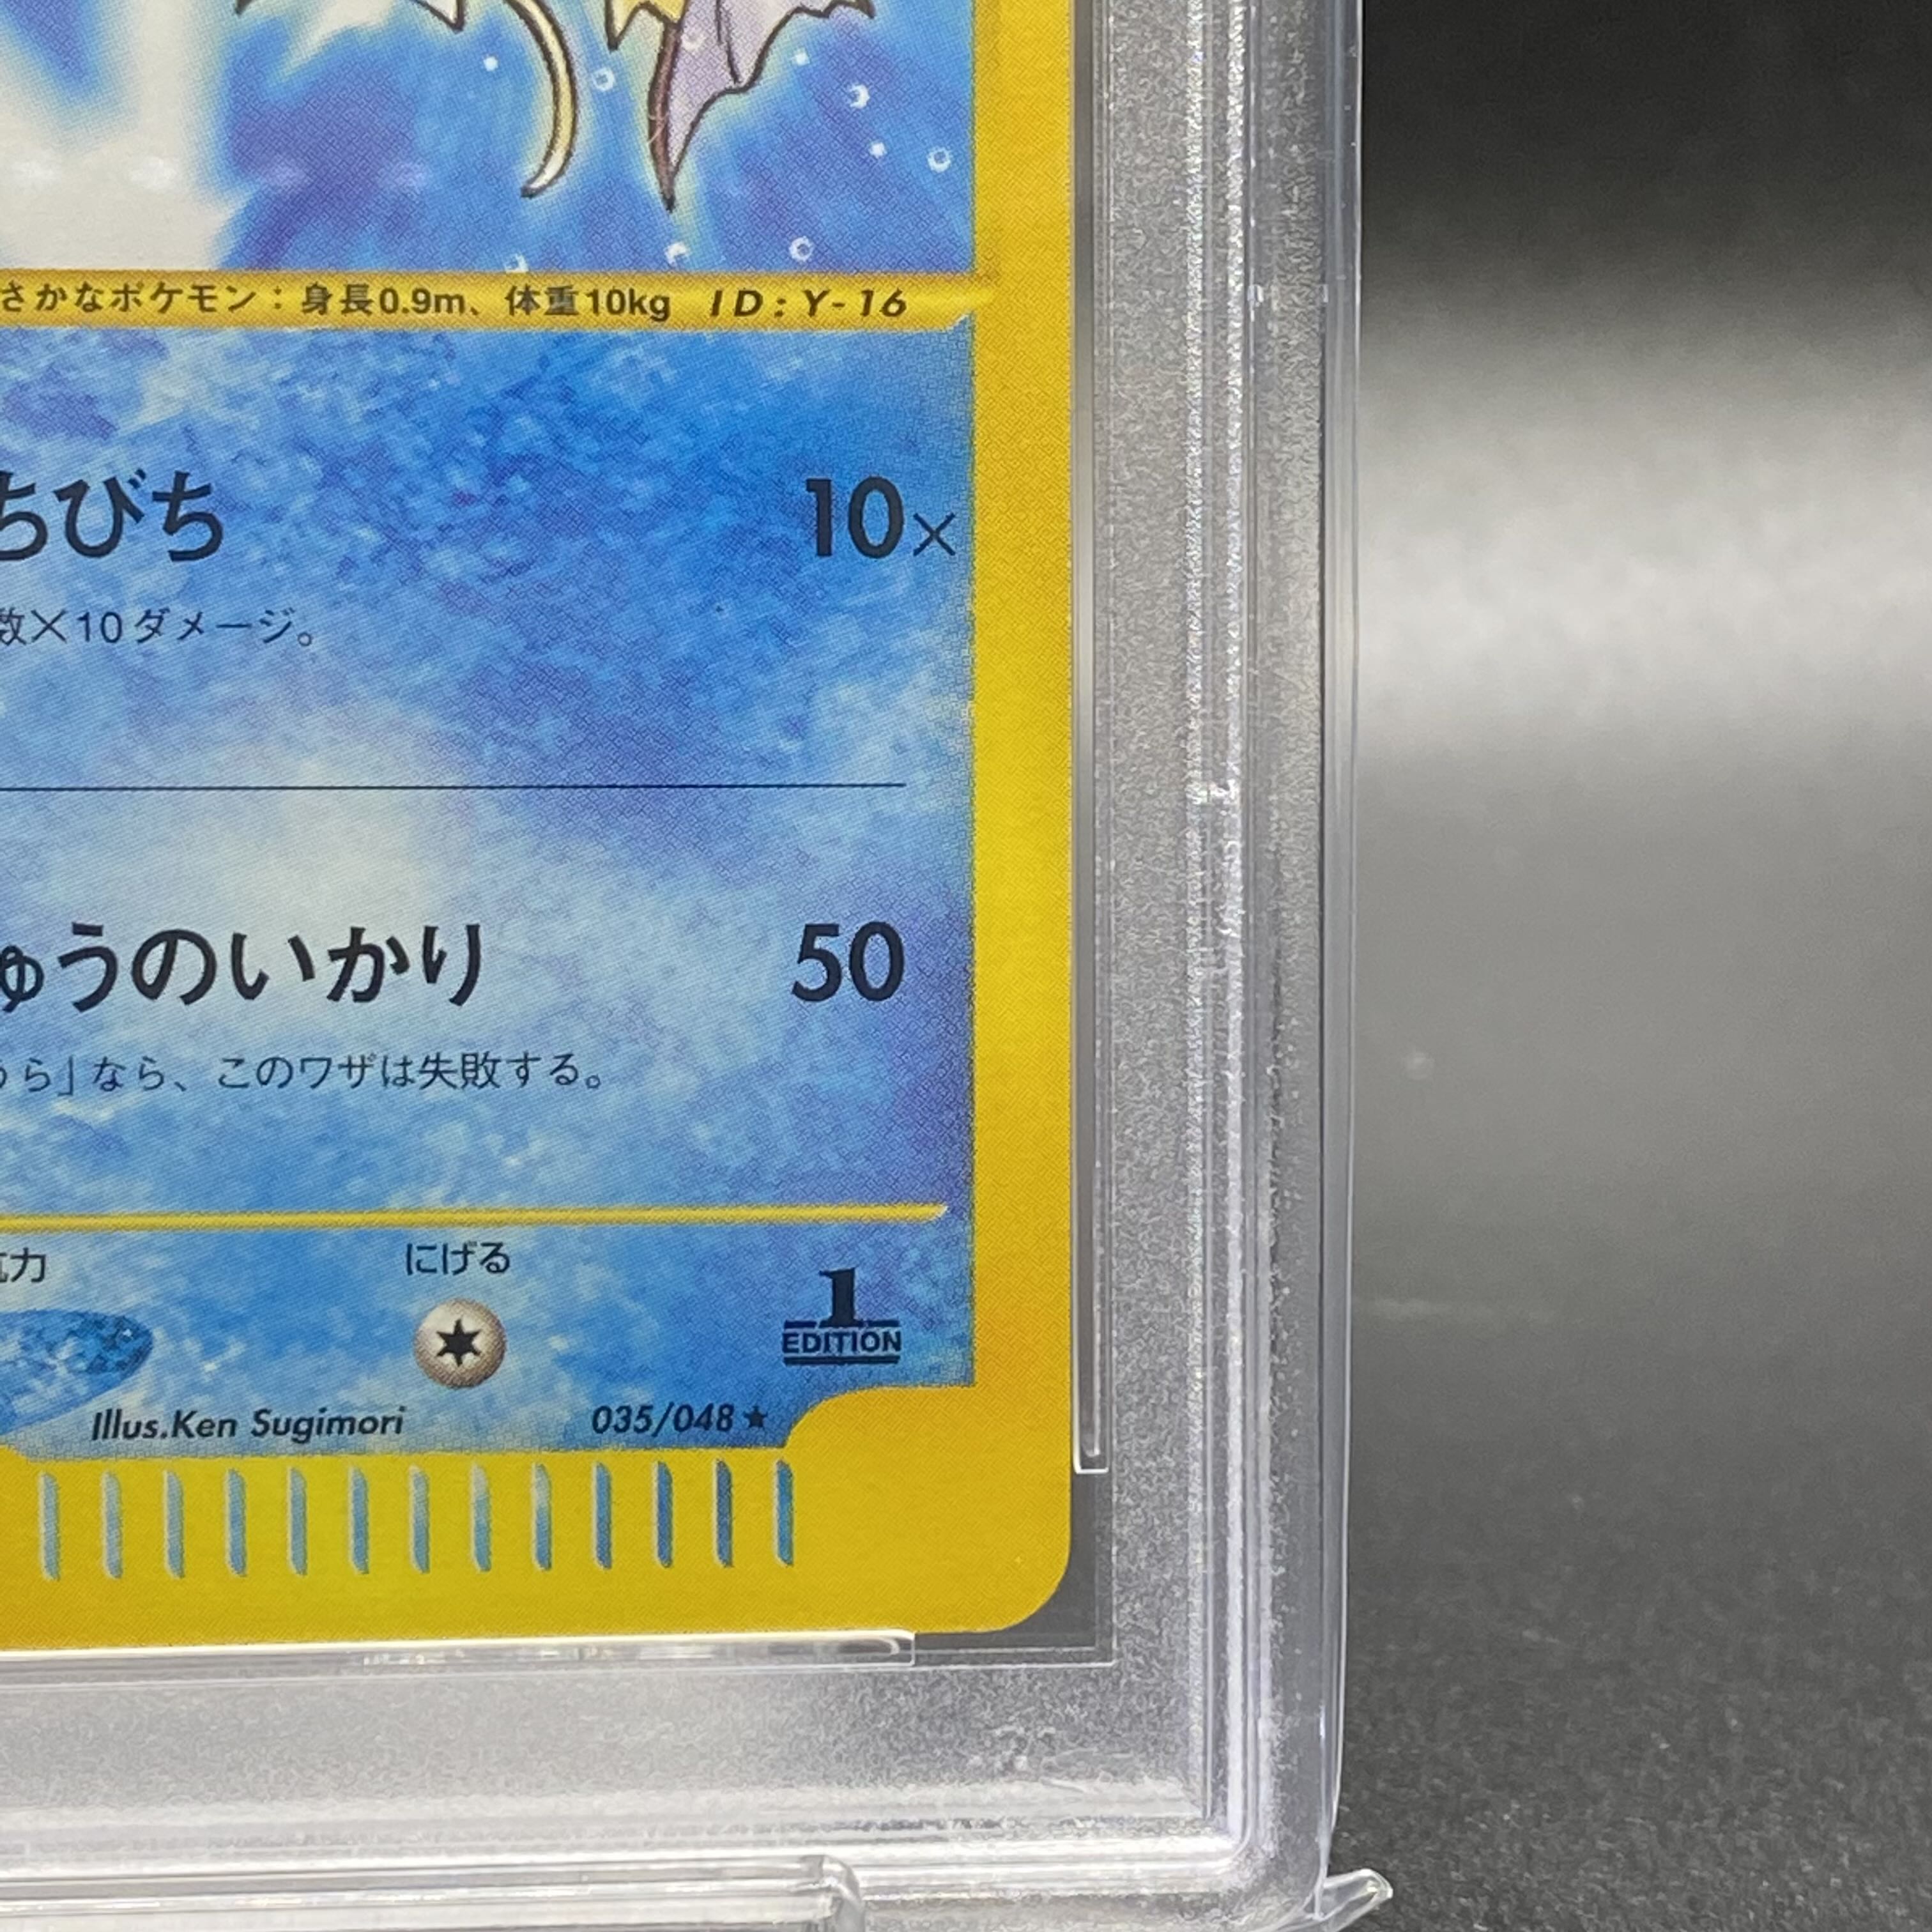 さかなポケモン：身長0.9m、体重10kg ID:Y-16
ちびち 10×
数×10ダメージ。
ゅうのいかり 50
うら」なら、このワザは失敗する。
抗力 にげる
1
EDITION
Illus.Ken Sugimori 035/048★